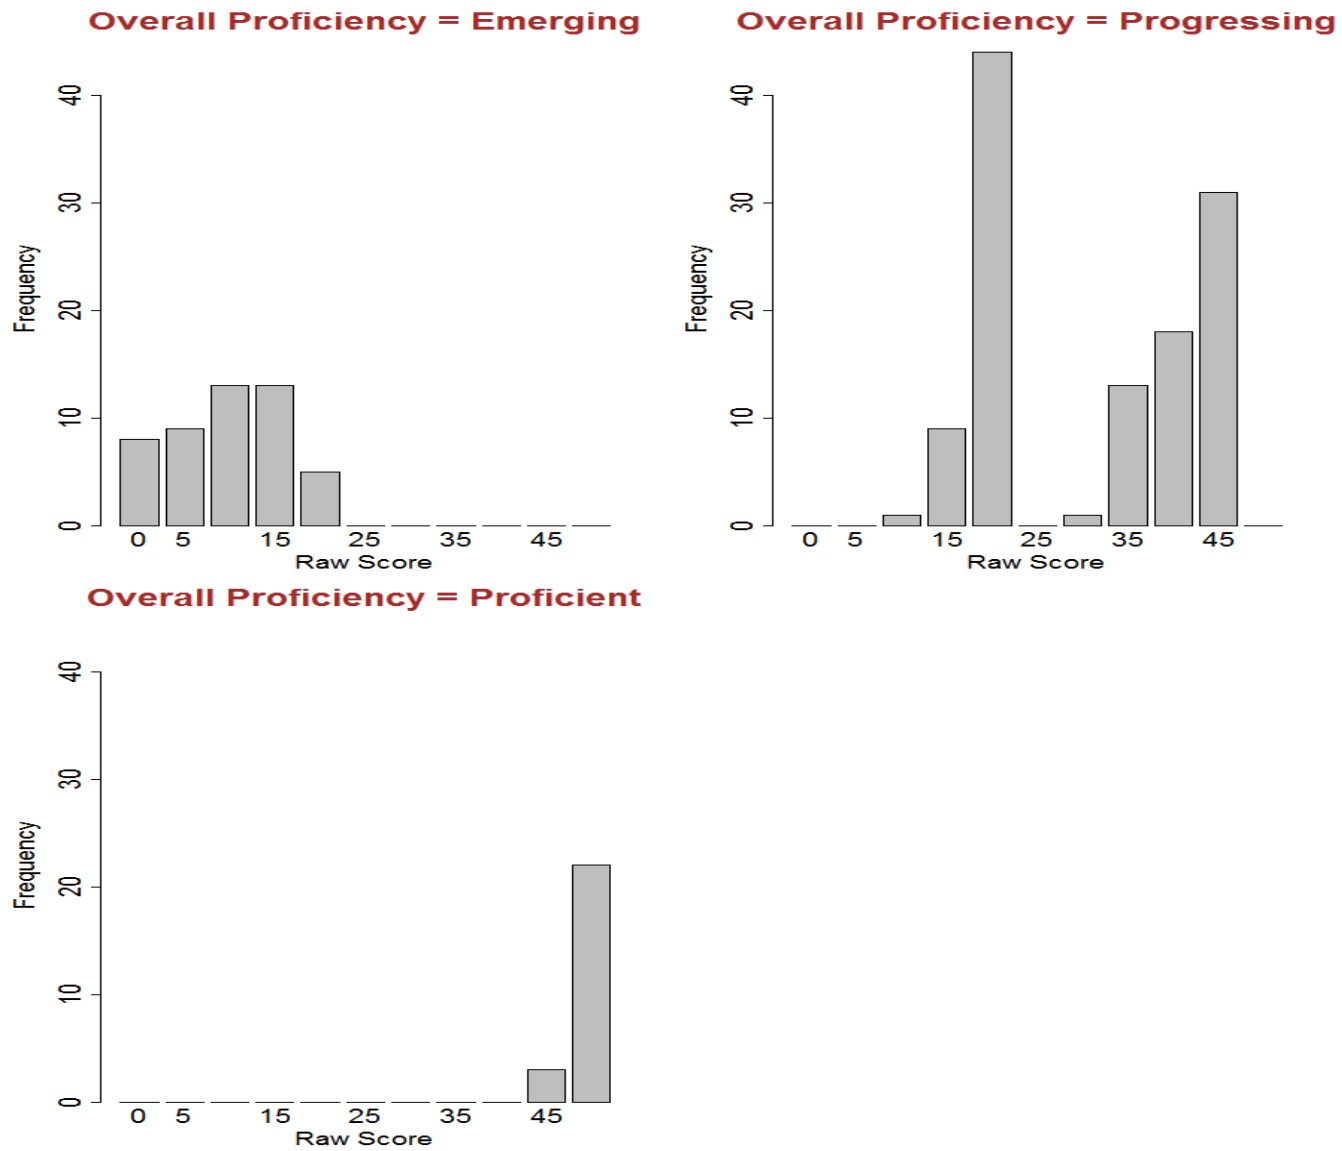 Overall Proficiency = Emerging
Frequency
0
10
20
30
40
0 5 15 25 35 45
Raw Score
Overall Proficiency = Progressing
Frequency
0
10
20
30
40
0 5 15 25 35 45
Raw Score
Overall Proficiency = Proficient
Frequency
0
10
20
30
40
0 5 15 25 35 45
Raw Score